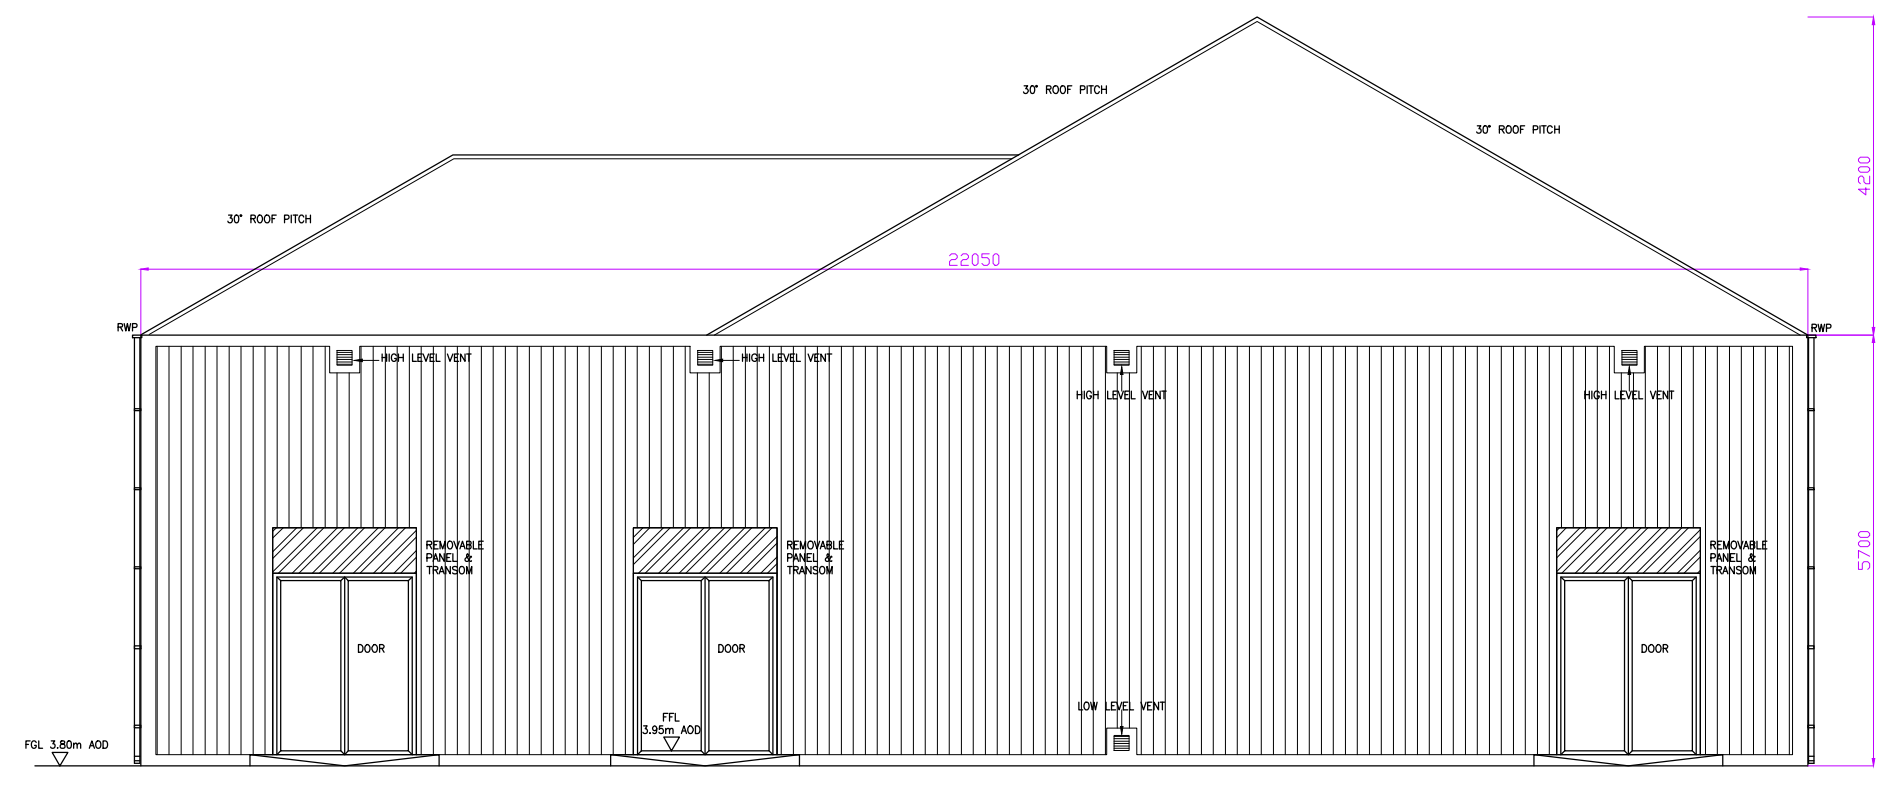 30° ROOF PITCH
30° ROOF PITCH
4200
30° ROOF PITCH
22050
RWP
RWP
HIGH LEVEL VENT
HIGH LEVEL VENT
HIGH LEVEL VENT
HIGH LEVEL VENT
REMOVABLE
PANEL &
TRANSOM
REMOVABLE
PANEL &
TRANSOM
REMOVABLE
PANEL &
TRANSOM
5700
DOOR
DOOR
DOOR
LOW LEVEL VENT
FFL
3.95m AOD
FGL 3.80m AOD